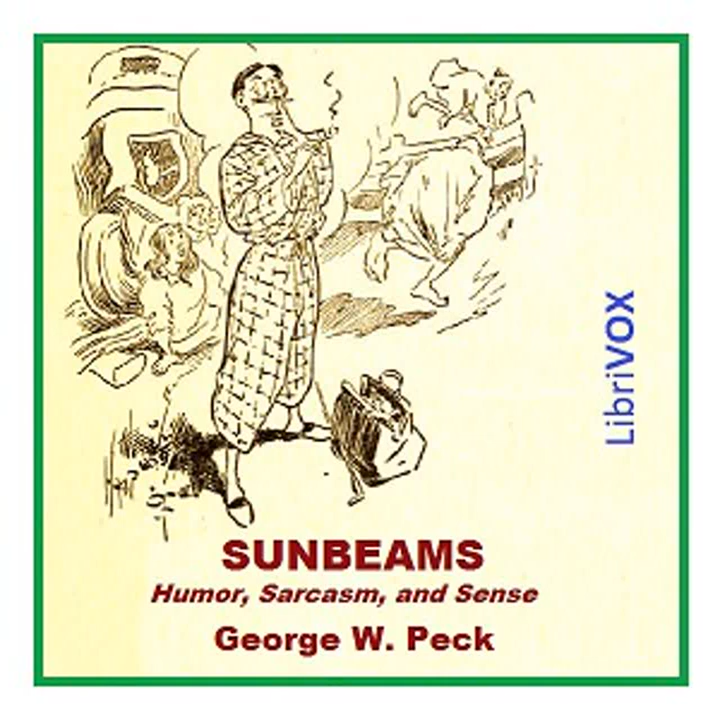 LibriVOX
SUNBEAMS
Humor, Sarcasm, and Sense
George W. Peck